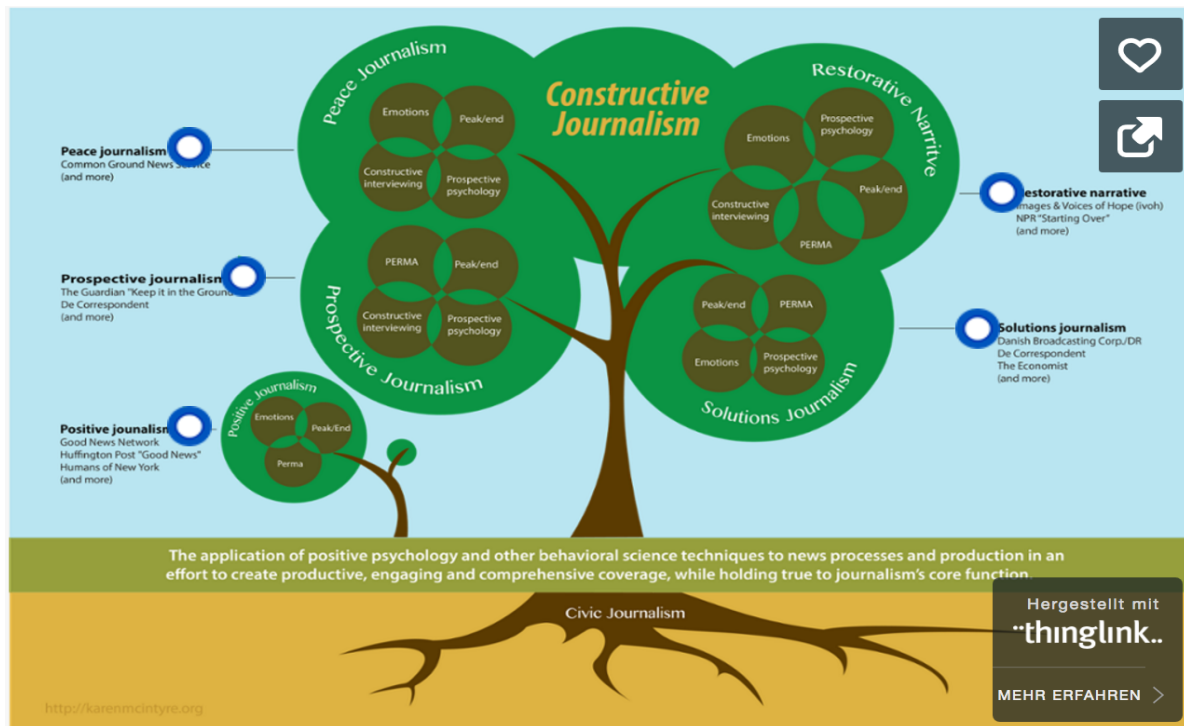 Constructive
Journalism
Peace Journalism
Emotions
Peak/end
Constructive
interviewing
Prospective
psychology
Restorative Narritve
Emotions
Prospective
psychology
Peak/end
Constructive
interviewing
PERMA
Peace journalism
Common Ground News Service
(and more)
Restorative narrative
Images & Voices of Hope (ivoh)
NPR "Starting Over"
(and more)
Prospective journalism
The Guardian "Keep it in the Ground
De Correspondent
(and more)
PERMA
Peak/end
Constructive
interviewing
Prospective
psychology
Prospective Journalism
Peak/end
PERMA
Emotions
Prospective
psychology
Solutions Journalism
Solutions journalism
Danish Broadcasting Corp./DR
De Correspondent
The Economist
(and more)
Positive jounalism
Good News Network
Huffington Post "Good News"
Humans of New York
(and more)
Positive Journalism
Emotions
Peak/End
Perma
The application of positive psychology and other behavioral science techniques to news processes and production in an
effort to create productive, engaging and comprehensive coverage, while holding true to journalism's core function.
Civic Journalism
http://karenmcintyre.org
Hergestellt mit
¨thınglınk..
MEHR ERFAHREN